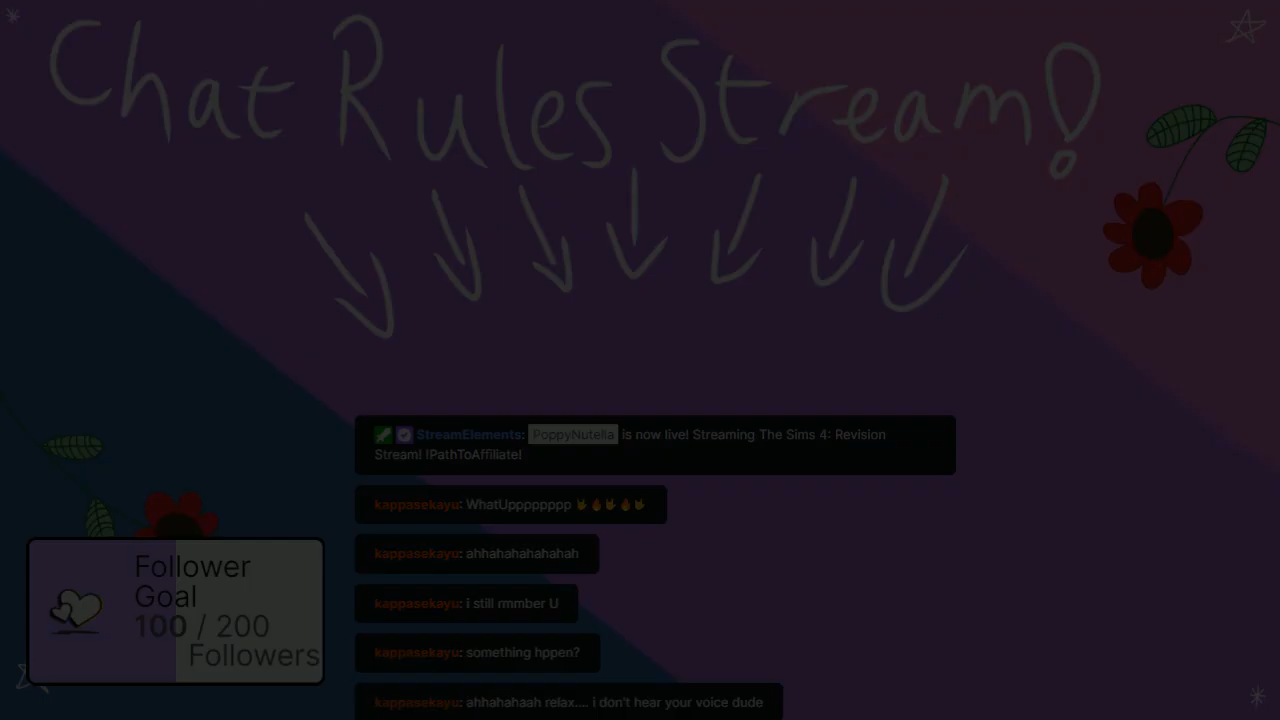 Chat Rules Stream!
StreamElements: PoppyNutella is now live! Streaming The Sims 4: Revision
Stream! !PathToAffiliate!
kappasekayu: WhatUpppppppp
kappasekayu: ahhahahahahahah
kappasekayu: i still rmmber U
kappasekayu: something hppen?
kappasekayu: ahhahahaah relax.... i don't hear your voice dude
Follower
Goal
100 / 200
Followers